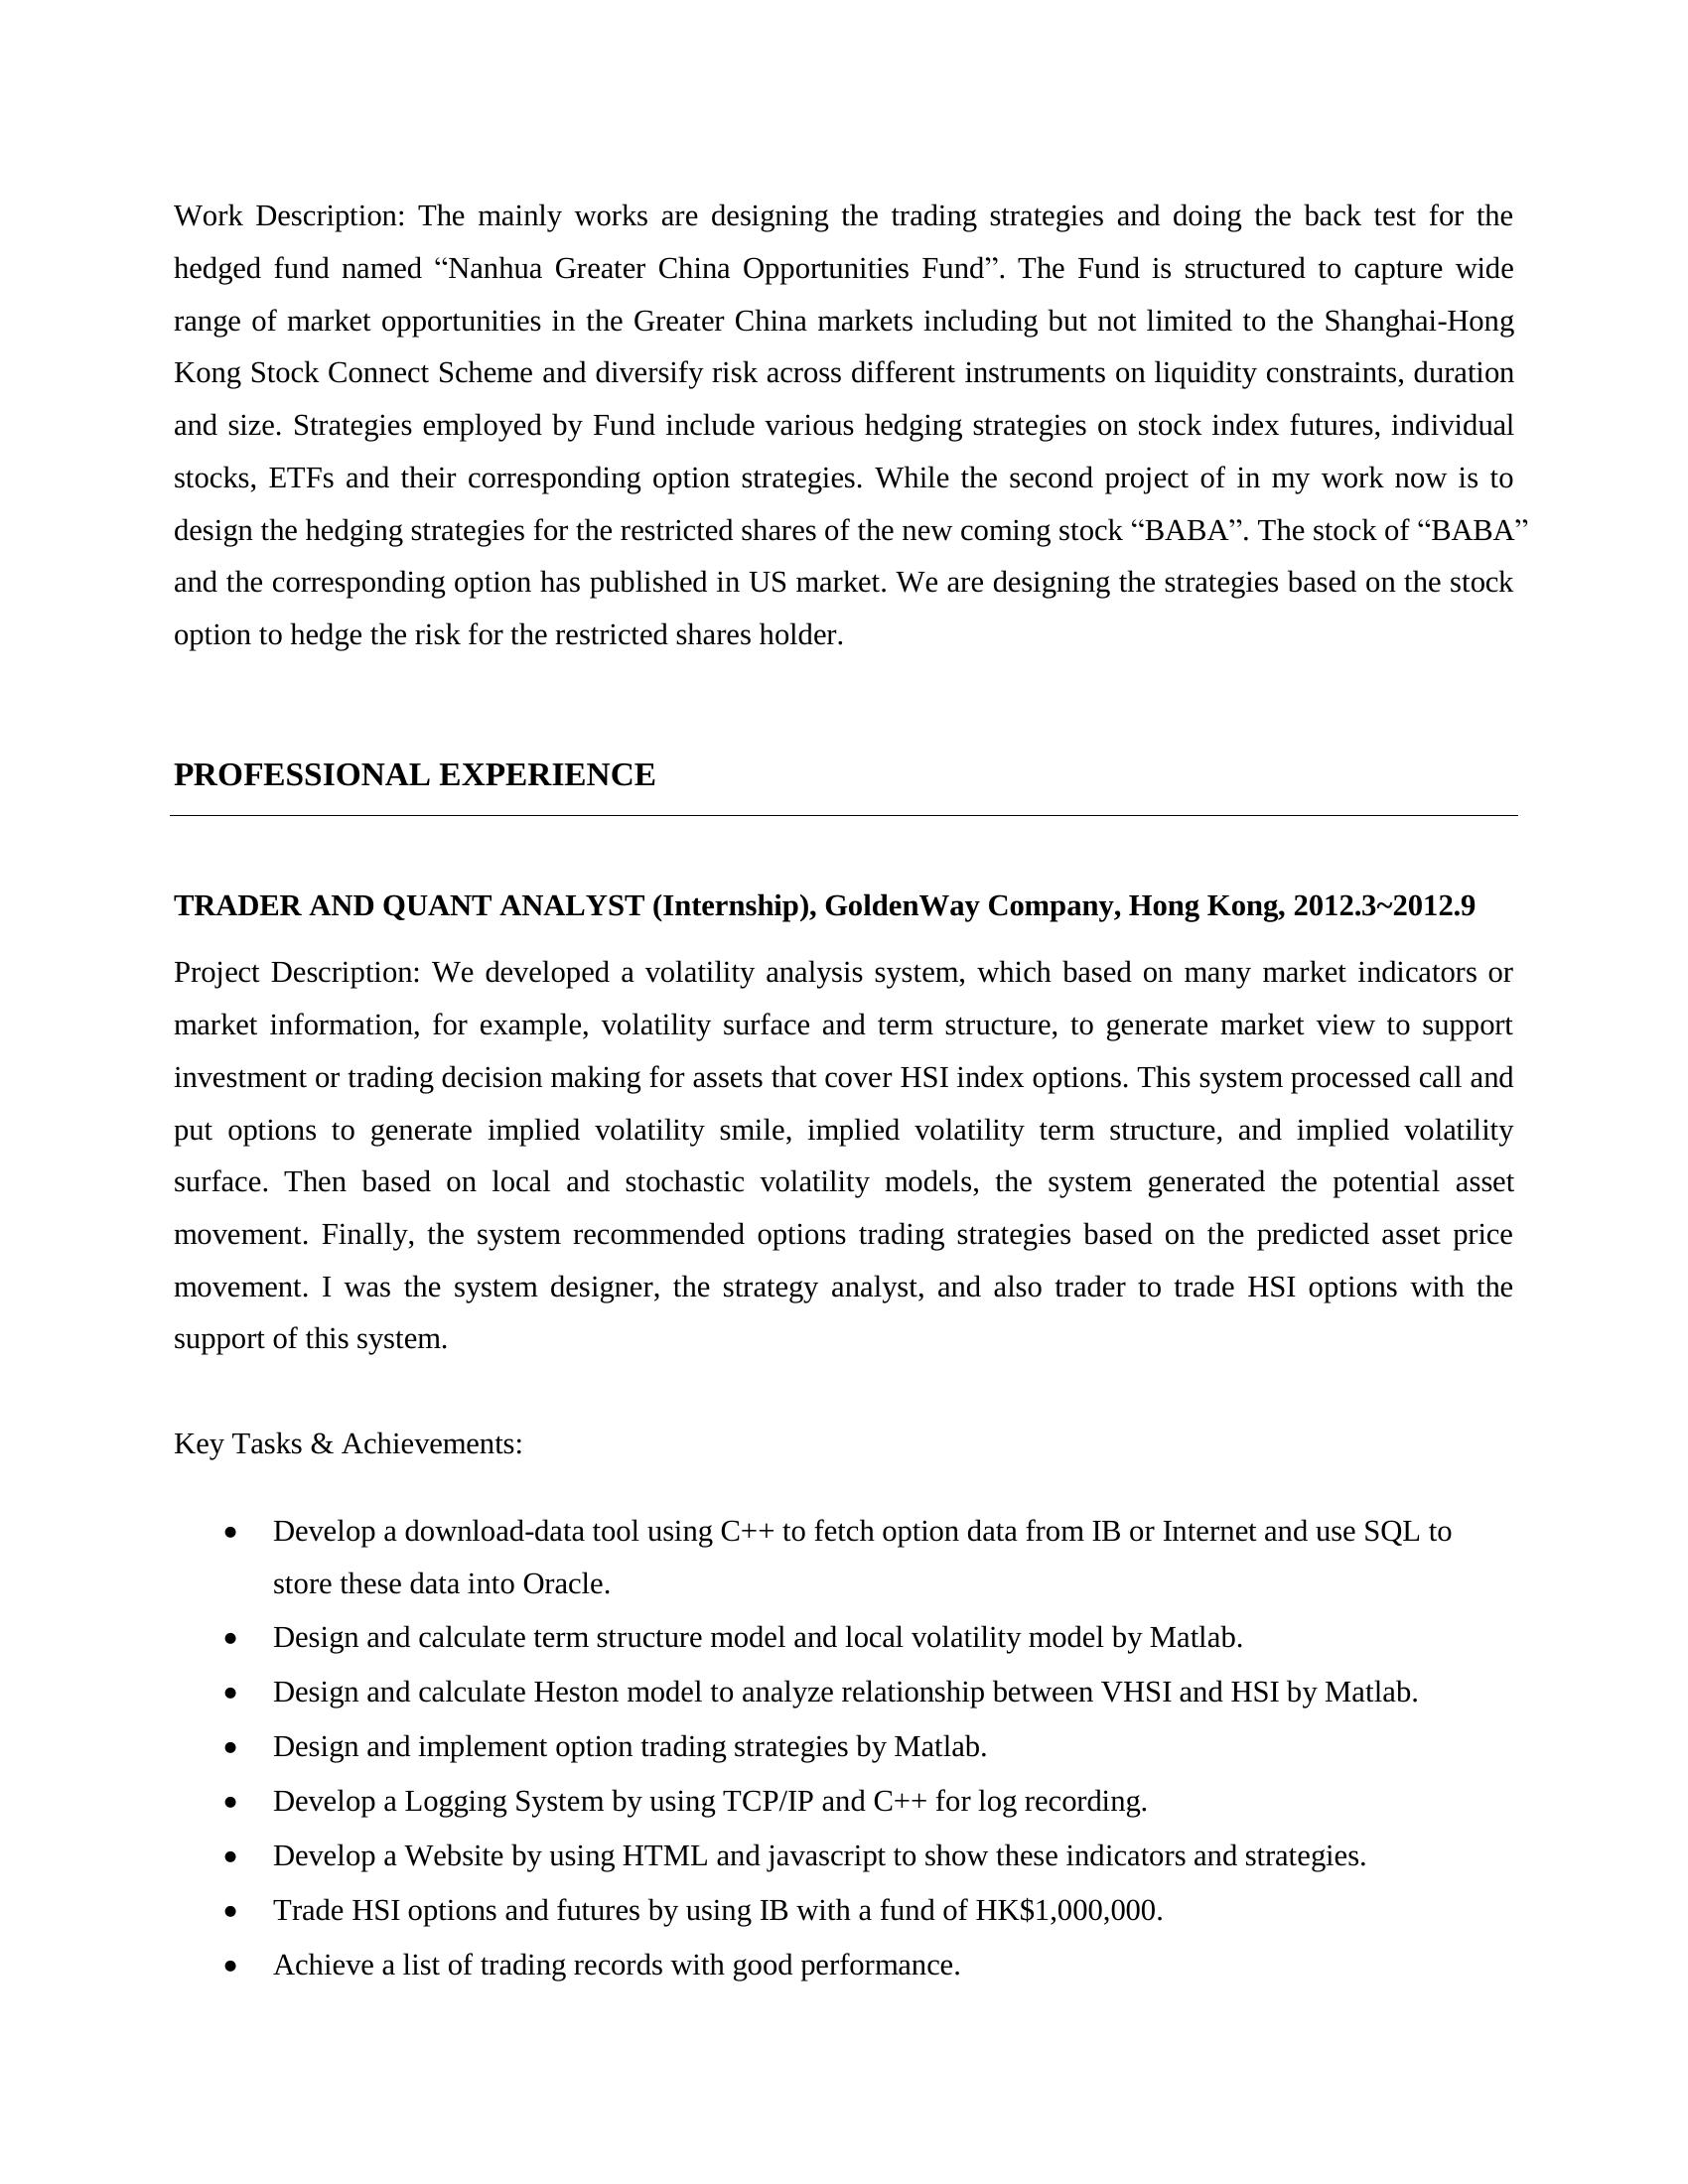 Work Description: The mainly works are designing the trading strategies and doing the back test for the
hedged fund named “Nanhua Greater China Opportunities Fund”. The Fund is structured to capture wide
range of market opportunities in the Greater China markets including but not limited to the Shanghai-Hong
Kong Stock Connect Scheme and diversify risk across different instruments on liquidity constraints, duration
and size. Strategies employed by Fund include various hedging strategies on stock index futures, individual
stocks, ETFs and their corresponding option strategies. While the second project of in my work now is to
design the hedging strategies for the restricted shares of the new coming stock “BABA”. The stock of “BABA”
and the corresponding option has published in US market. We are designing the strategies based on the stock
option to hedge the risk for the restricted shares holder.
PROFESSIONAL EXPERIENCE
TRADER AND QUANT ANALYST (Internship), GoldenWay Company, Hong Kong, 2012.3~2012.9
Project Description: We developed a volatility analysis system, which based on many market indicators or
market information, for example, volatility surface and term structure, to generate market view to support
investment or trading decision making for assets that cover HSI index options. This system processed call and
put options to generate implied volatility smile, implied volatility term structure, and implied volatility
surface. Then based on local and stochastic volatility models, the system generated the potential asset
movement. Finally, the system recommended options trading strategies based on the predicted asset price
movement. I was the system designer, the strategy analyst, and also trader to trade HSI options with the
support of this system.
Key Tasks & Achievements:
• Develop a download-data tool using C++ to fetch option data from IB or Internet and use SQL to
store these data into Oracle.
• Design and calculate term structure model and local volatility model by Matlab.
• Design and calculate Heston model to analyze relationship between VHSI and HSI by Matlab.
• Design and implement option trading strategies by Matlab.
• Develop a Logging System by using TCP/IP and C++ for log recording.
• Develop a Website by using HTML and javascript to show these indicators and strategies.
• Trade HSI options and futures by using IB with a fund of HK$1,000,000.
• Achieve a list of trading records with good performance.